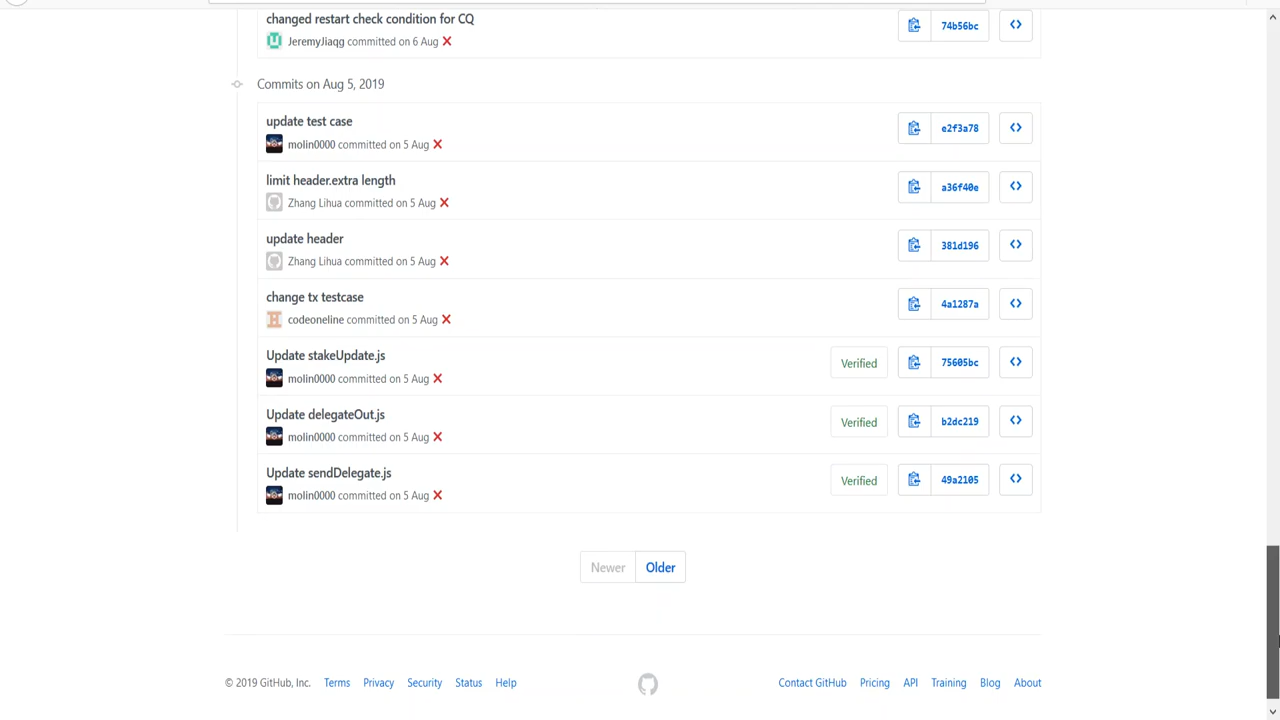 changed restart check condition for CQ
74b56bc
JeremyJiaqg committed on 6 Aug
Commits on Aug 5, 2019
update test case
e2f3a78
molin0000 committed on 5 Aug
limit header.extra length
a36f40e
Zhang Lihua committed on 5 Aug
update header
381d196
Zhang Lihua committed on 5 Aug
change tx testcase
4a1287a
codeoneline committed on 5 Aug
Update stakeUpdate.js
Verified 75605bc
molin0000 committed on 5 Aug
Update delegateOut.js
Verified b2dc219
molin0000 committed on 5 Aug
Update sendDelegate.js
Verified 49a2105
molin0000 committed on 5 Aug
Newer Older
© 2019 GitHub, Inc. Terms Privacy Security Status Help Contact GitHub Pricing API Training Blog About